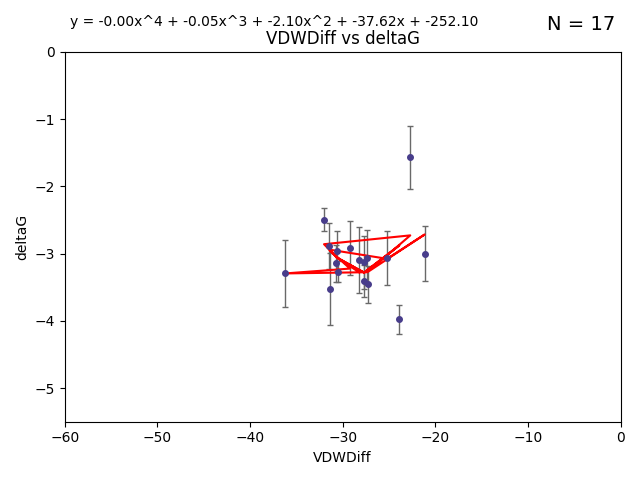 y = -0.00x^4 + -0.05x^3 + -2.10x^2 + -37.62x + -252.10
N = 17
VDWDiff vs deltaG
0
−1
−2
−3
−4
−5
deltaG
−60 −50 −40 −30 −20 −10 0
VDWDiff